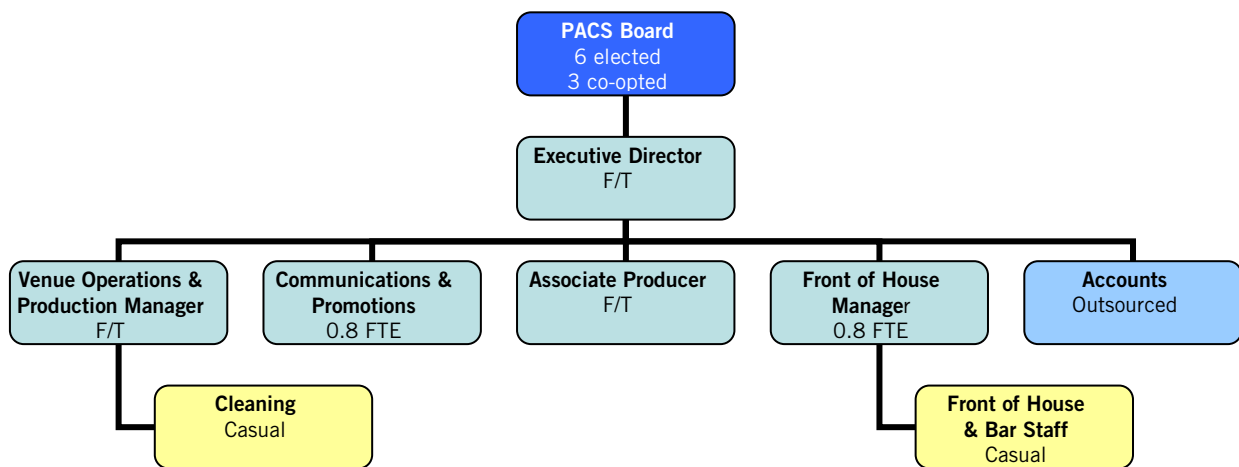 PACS Board
6 elected
3 co-opted
Executive Director
F/T
Venue Operations &
Production Manager
F/T
Communications &
Promotions
0.8 FTE
Associate Producer
F/T
Front of House
Manager
0.8 FTE
Accounts
Outsourced
Cleaning
Casual
Front of House
& Bar Staff
Casual